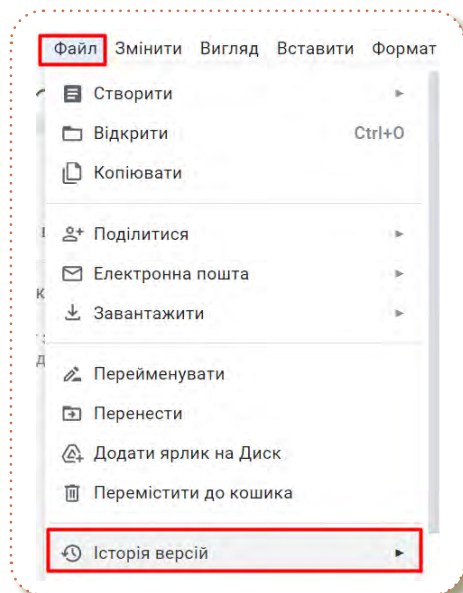 Файл Змінити Вигляд Вставити Формат
Створити
Відкрити Ctrl+O
Копіювати
Поділитися
Електронна пошта
Завантажити
Перейменувати
Перенести
Додати ярлик на Диск
Перемістити до кошика
Історія версій